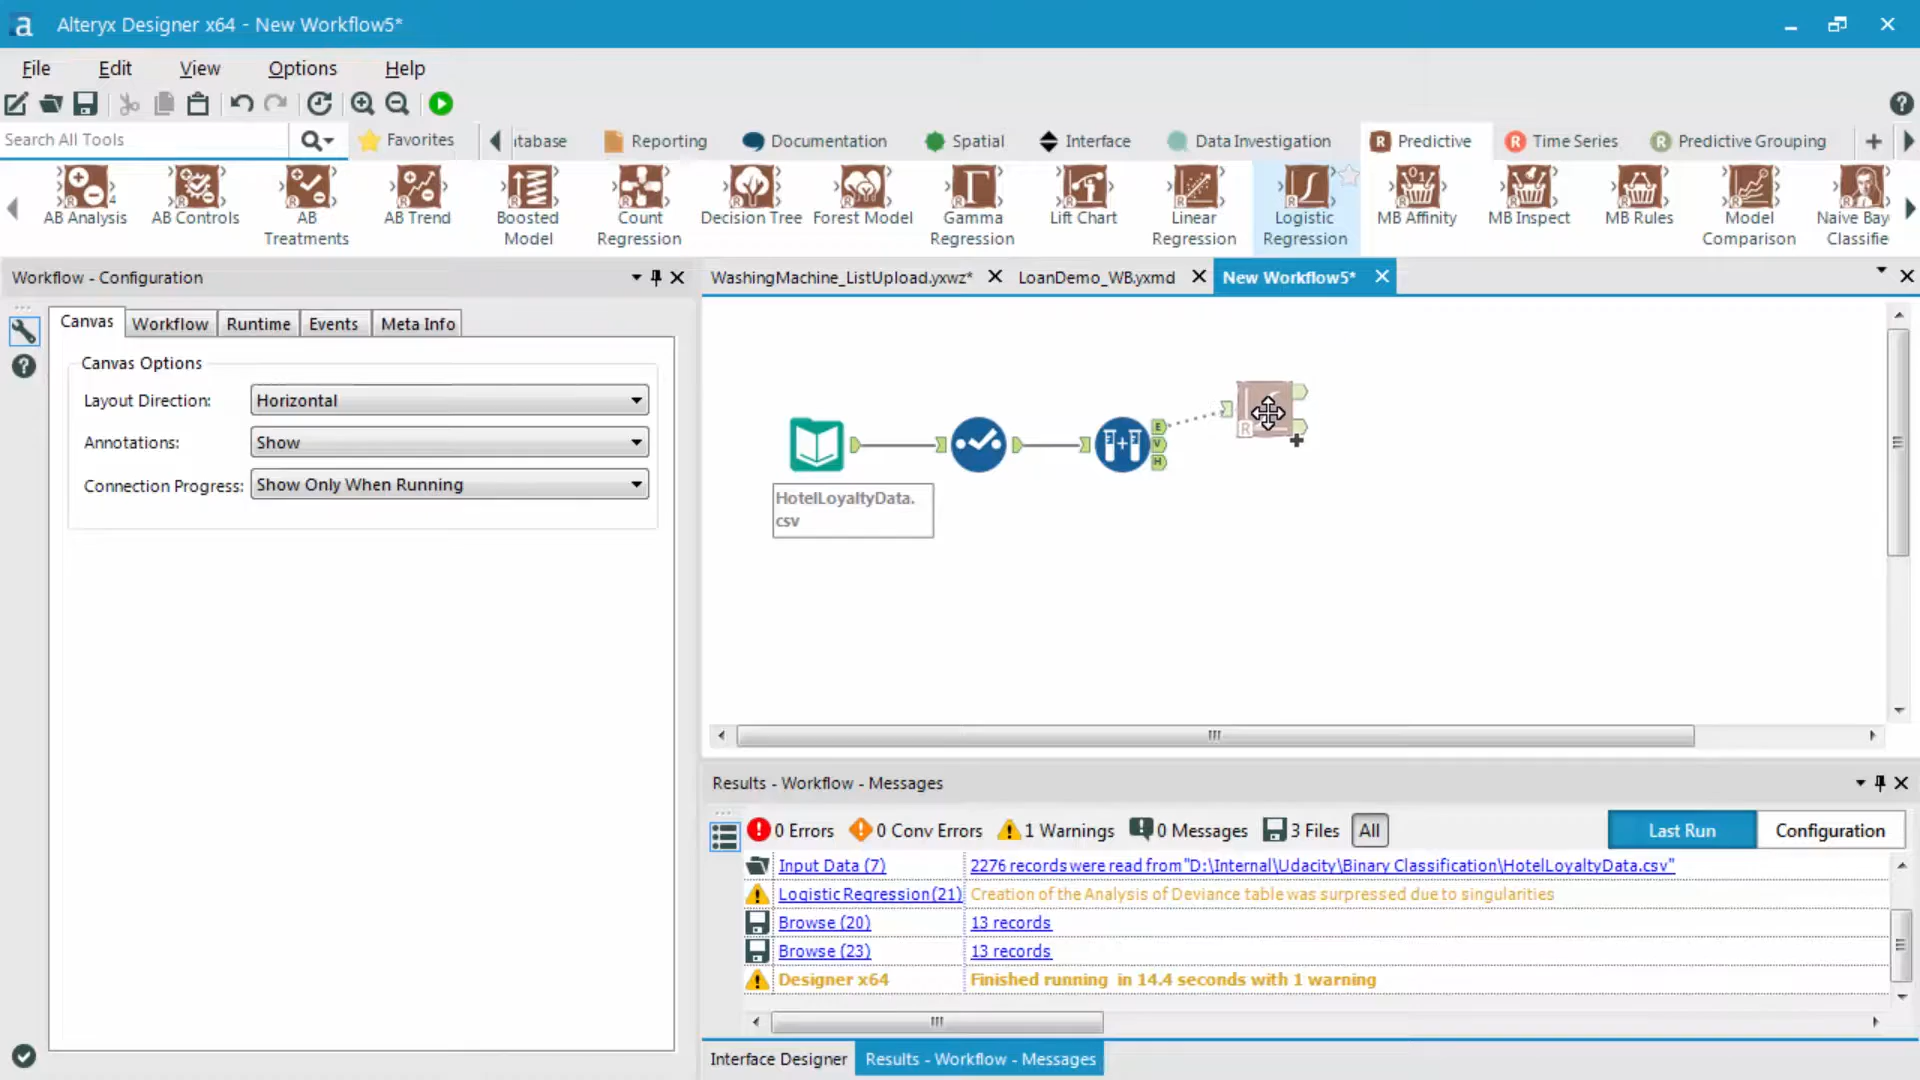 a Alteryx Designer x64 - New Workflow5*
File Edit View Options Help
Search All Tools Favorites itabase Reporting Documentation Spatial Interface Data Investigation Predictive Time Series Predictive Grouping
AB Analysis
AB Controls
AB
Treatments
AB Trend
Boosted
Model
Count
Regression
Decision Tree
Forest Model
Gamma
Regression
Lift Chart
Linear
Regression
Logistic
Regression
MB Affinity
MB Inspect
MB Rules
Model
Comparison
Naive Bay
Classifie
Workflow - Configuration
WashingMachine_ListUpload.yxwz* LoanDemo_WB.yxmd New Workflow5*
Canvas Workflow Runtime Events Meta Info
Canvas Options
Layout Direction: Horizontal
Annotations: Show
Connection Progress: Show Only When Running
E
V
H
R
HotelLoyaltyData.
csv
Results - Workflow - Messages
0 Errors 0 Conv Errors 1 Warnings 0 Messages 3 Files All Last Run Configuration
Input Data (7) 2276 records were read from "D:\Internal\Udacity\Binary Classification\HotelLoyaltyData.csv"
Logistic Regression (21) Creation of the Analysis of Deviance table was surpressed due to singularities
Browse (20) 13 records
Browse (23) 13 records
Designer x64 Finished running in 14.4 seconds with 1 warning
Interface Designer Results - Workflow - Messages